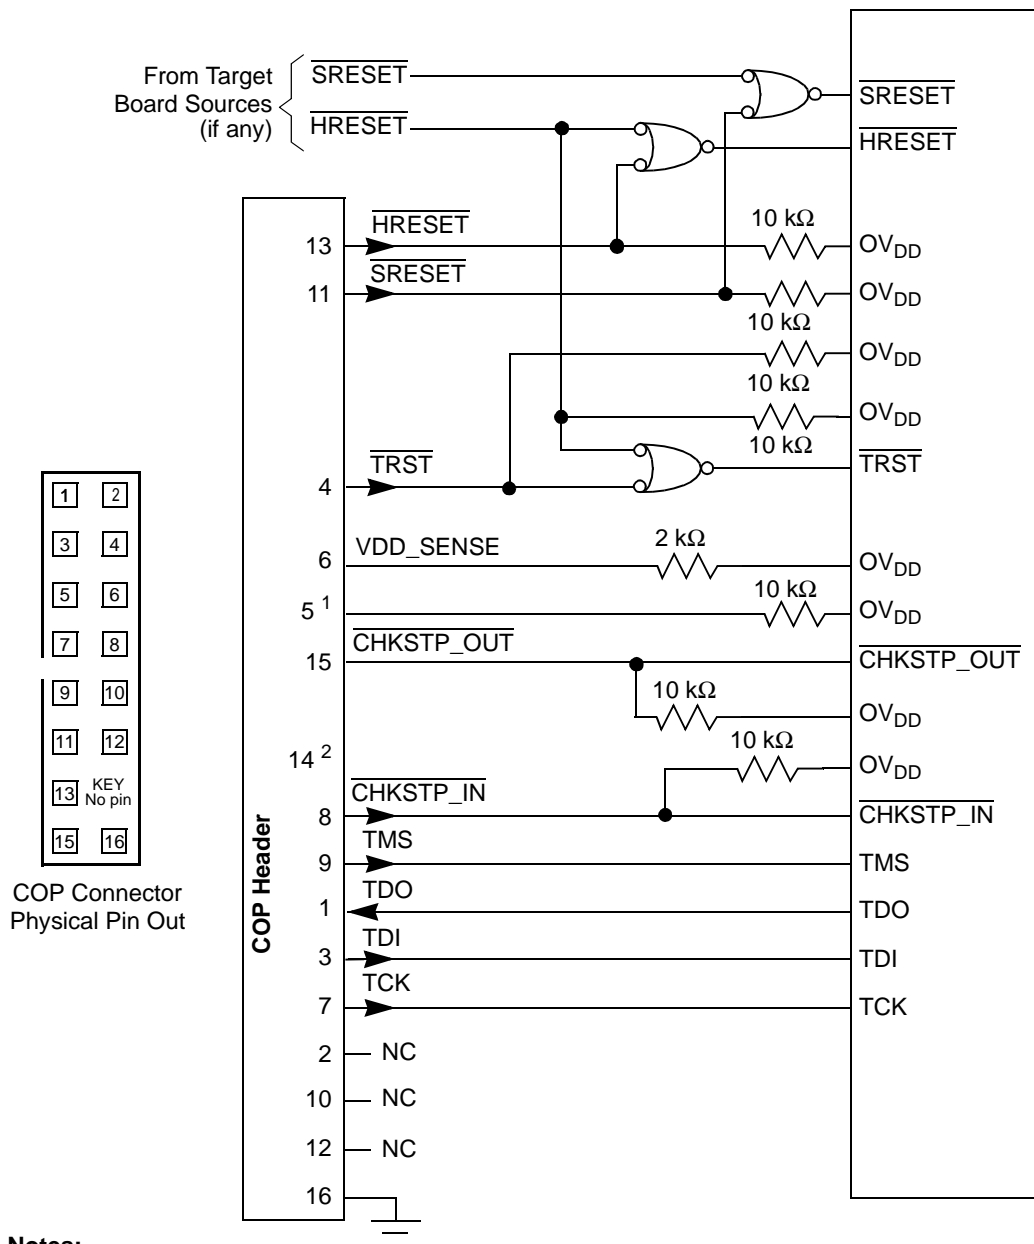 From Target
Board Sources
(if any)
SRESET
HRESET
SRESET
HRESET
13
HRESET
10 kΩ
OVDD
11
SRESET
10 kΩ
OVDD
10 kΩ
OVDD
10 kΩ
OVDD
4
TRST
TRST
6
VDD_SENSE
2 kΩ
OVDD
5 1
10 kΩ
OVDD
15
CHKSTP_OUT
CHKSTP_OUT
10 kΩ
OVDD
14 2
10 kΩ
OVDD
8
CHKSTP_IN
CHKSTP_IN
9
TMS
TMS
1
TDO
TDO
3
TDI
TDI
7
TCK
TCK
2
NC
10
NC
12
NC
16
COP Header
1 2
3 4
5 6
7 8
9 10
11 12
13 KEY
No pin
15 16
COP Connector
Physical Pin Out
Notes: